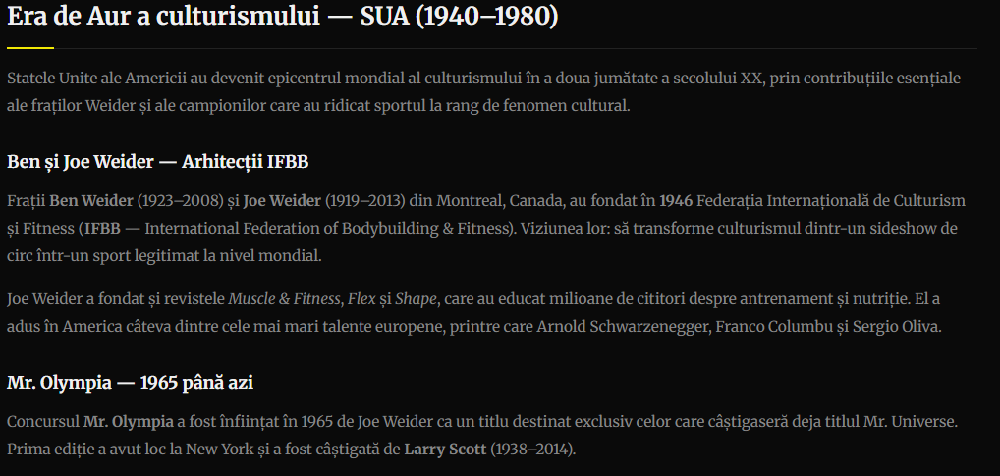 Era de Aur a culturismului — SUA (1940–1980)
Statele Unite ale Americii au devenit epicentrul mondial al culturismului în a doua jumătate a secolului XX, prin contribuțiile esențiale
ale fraților Weider și ale campionilor care au ridicat sportul la rang de fenomen cultural.
Ben și Joe Weider — Arhitecții IFBB
Frații Ben Weider (1923–2008) și Joe Weider (1919–2013) din Montreal, Canada, au fondat în 1946 Federația Internațională de Culturism
și Fitness (IFBB — International Federation of Bodybuilding & Fitness). Viziunea lor: să transforme culturismul dintr-un sideshow de
circ într-un sport legitimat la nivel mondial.
Joe Weider a fondat și revistele Muscle & Fitness, Flex și Shape, care au educat milioane de cititori despre antrenament și nutriție. El a
adus în America câteva dintre cele mai mari talente europene, printre care Arnold Schwarzenegger, Franco Columbu și Sergio Oliva.
Mr. Olympia — 1965 până azi
Concursul Mr. Olympia a fost înființat în 1965 de Joe Weider ca un titlu destinat exclusiv celor care câștigaseră deja titlul Mr. Universe.
Prima ediție a avut loc la New York și a fost câștigată de Larry Scott (1938–2014).